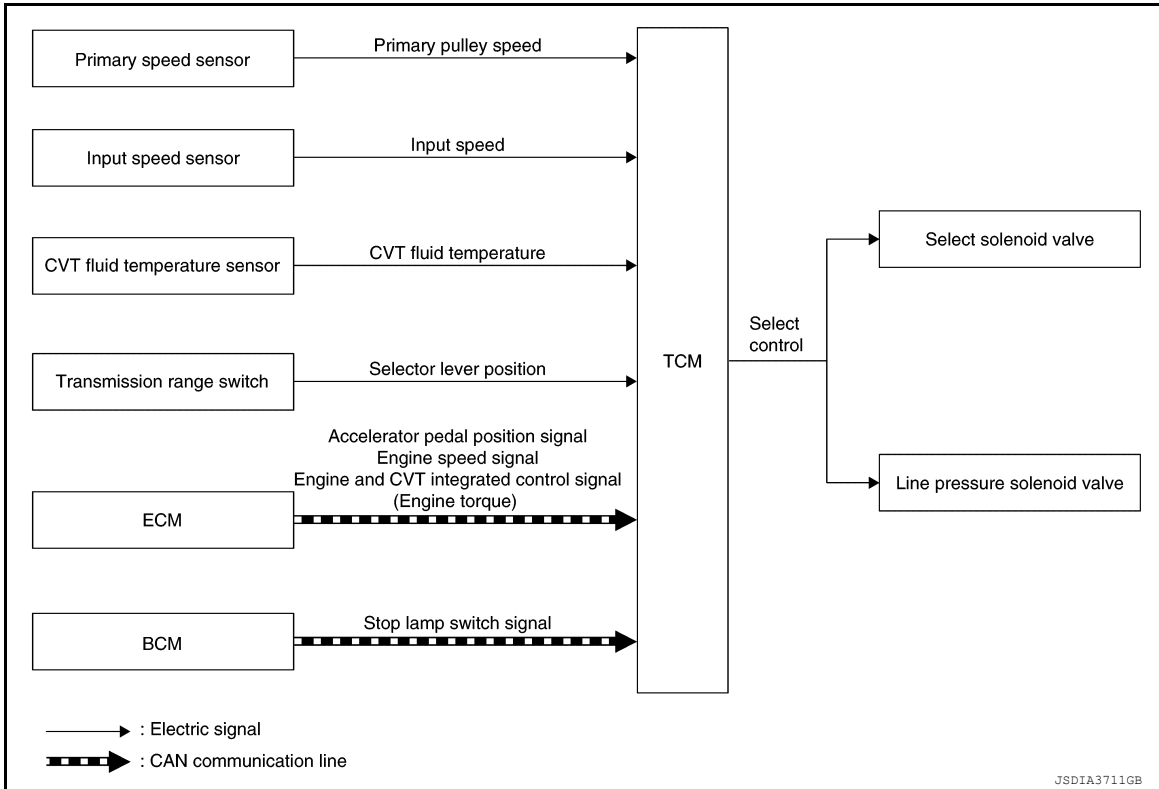 Primary speed sensor
Primary pulley speed
Input speed sensor
Input speed
CVT fluid temperature sensor
CVT fluid temperature
Transmission range switch
Selector lever position
ECM
Accelerator pedal position signal
Engine speed signal
Engine and CVT integrated control signal
(Engine torque)
BCM
Stop lamp switch signal
TCM
Select
control
Select solenoid valve
Line pressure solenoid valve
: Electric signal
: CAN communication line
JSDIA3711GB